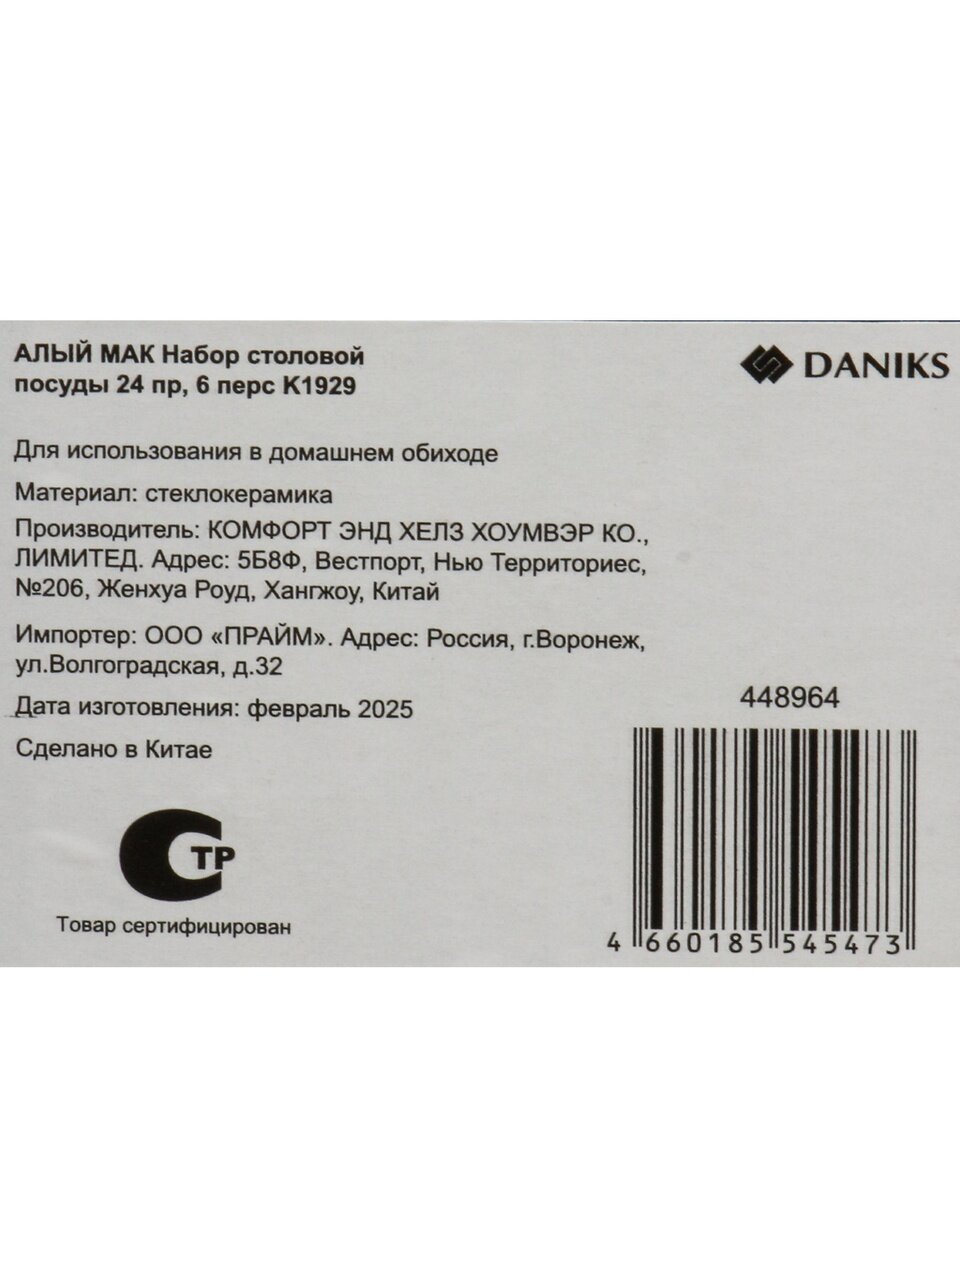 АЛЫЙ МАК Набор столовой
посуды 24 пр, 6 перс К1929
DANIKS
Для использования в домашнем обиходе
Материал: стеклокерамика
Производитель: КОМФОРТ ЭНД ХЕЛЗ ХОУМВЭР КО.,
ЛИМИТЕД. Адрес: 5Б8Ф, Вестпорт, Нью Территориес,
№206, Женхуа Роуд, Хангжоу, Китай
Импортер: ООО «ПРАЙМ». Адрес: Россия, г.Воронеж,
ул.Волгоградская, д.32
Дата изготовления: февраль 2025
Сделано в Китае
448964
ТР
Товар сертифицирован
4 660185 545473